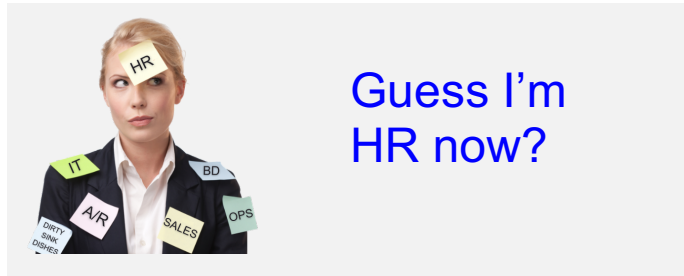 HR
Guess I’m
HR now?
IT
BD
A/R
SALES
OPS
DIRTY
SINK
DISHES